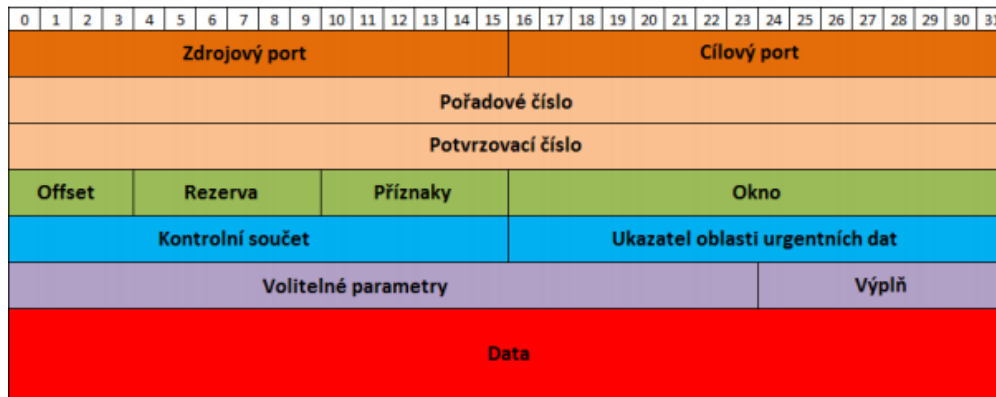 0 1 2 3 4 5 6 7 8 9 10 11 12 13 14 15 16 17 18 19 20 21 22 23 24 25 26 27 28 29 30 31
Zdrojový port Cílový port
Pořadové číslo
Potvrzovací číslo
Offset Rezerva Příznaky Okno
Kontrolní součet Ukazatel oblasti urgentních dat
Volitelné parametry Výplň
Data